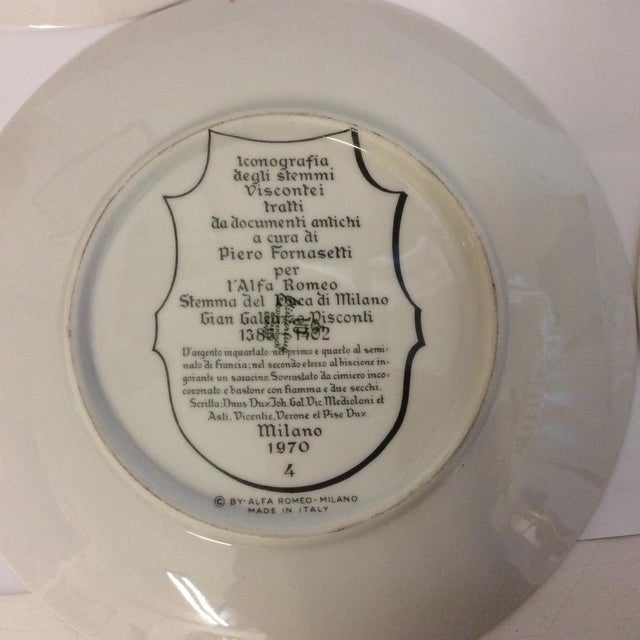 Iconografia
degli stemmi
Viscontei
tratti
da documenti antichi
a cura di
Piero Fornasetti
per
l'Alfa Romeo
Stemma del Duca di Milano
Gian Galeazzo Visconti
1402
D'argento inquartato: nel primo e quarto al semi-
nato di Francia; nel secondo e terzo al biscione in-
goiante un saracino. Sovrastato da cimiero inco-
coronato e bastone con fiamma e due secchi.
Scritta: Dnus Dux Joh. Gal. Vic. Mediolani et
Asti, Vicentie, Verone et Pise Dux.
Milano
1970
4
© BY·ALFA ROMEO-MILANO
MADE IN ITALY